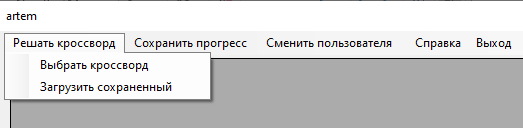 artem
Решать кроссворд Сохранить прогресс Сменить пользователя Справка Выход
Выбрать кроссворд
Загрузить сохраненный